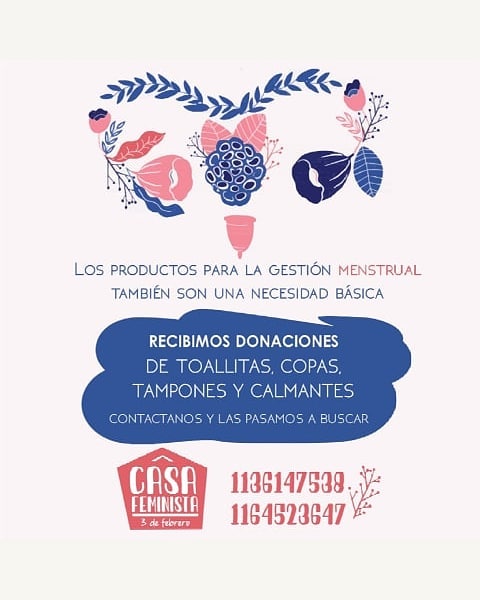 Los productos para la gestión menstrual
también son una necesidad básica
RECIBIMOS DONACIONES
DE TOALLITAS, COPAS,
TAMPONES Y CALMANTES
CONTACTANOS Y LAS PASAMOS A BUSCAR
CASA
FEMINISTA
3 de febrero
1136147538
1164523647